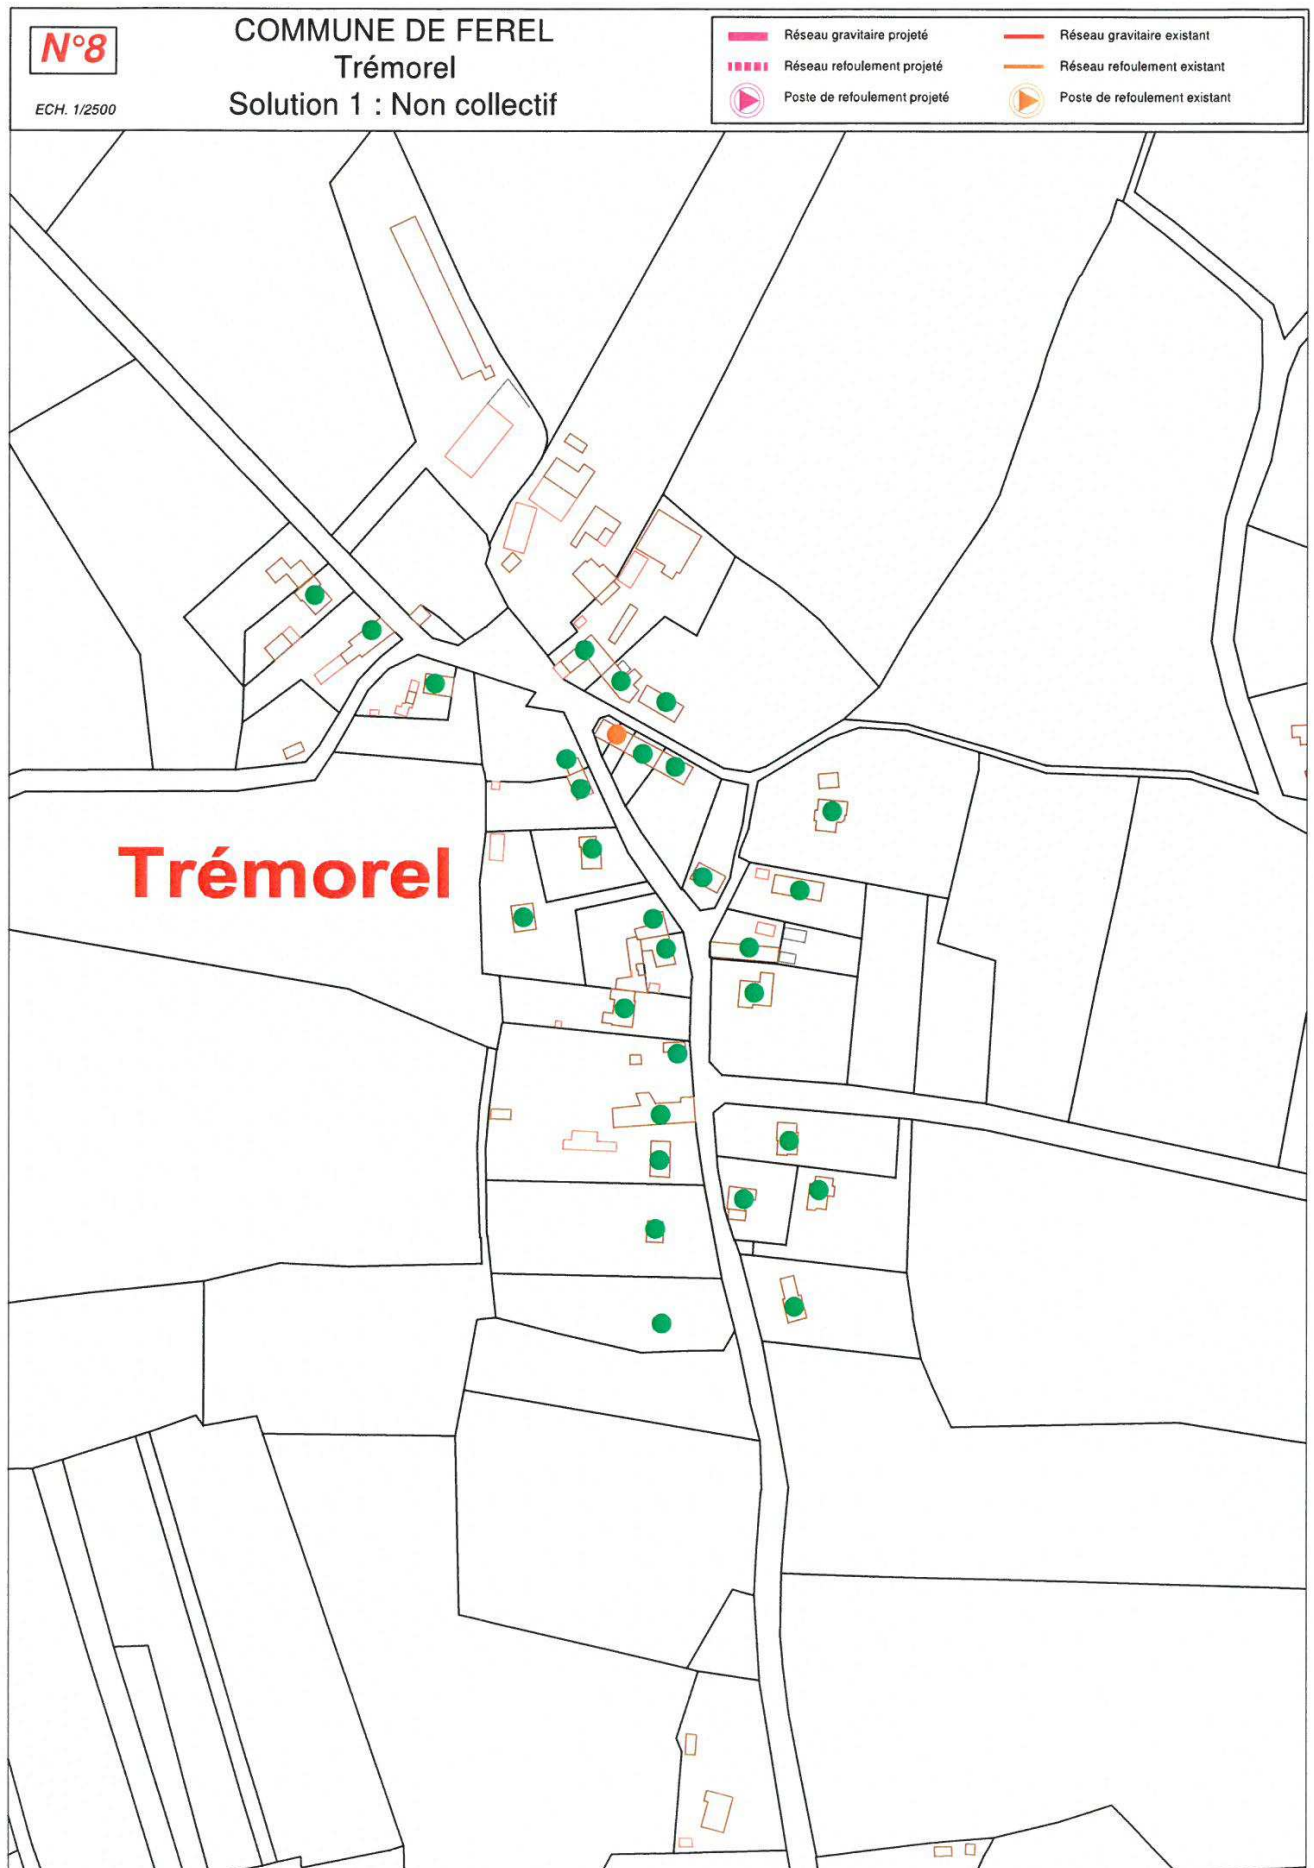 N°8
ECH. 1/2500
COMMUNE DE FEREL
Trémorel
Solution 1 : Non collectif
Réseau gravitaire projeté
Réseau gravitaire existant
Réseau refoulement projeté
Réseau refoulement existant
Poste de refoulement projeté
Poste de refoulement existant
Trémorel